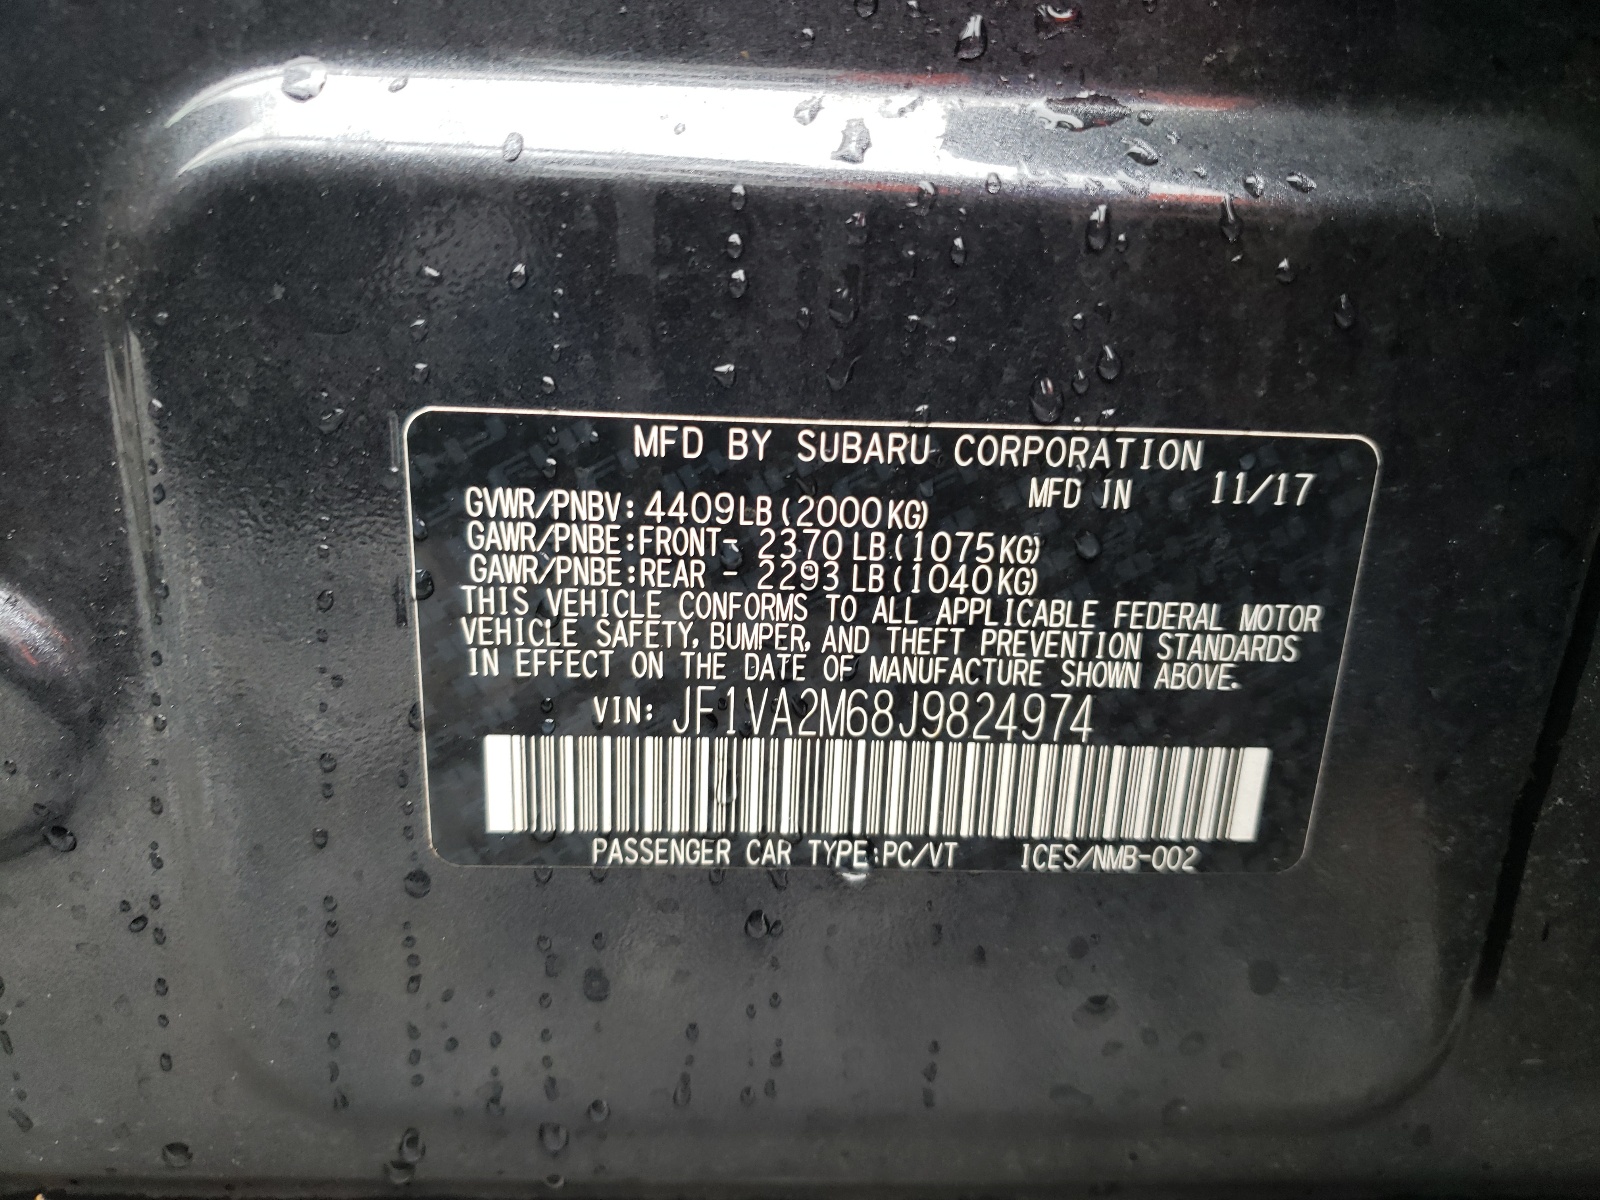 MFD BY SUBARU CORPORATION
MFD IN 11/17
GVWR/PNBV: 4409LB (2000KG)
GAWR/PNBE:FRONT- 2370 LB (1075KG)
GAWR/PNBE:REAR - 2293 LB (1040KG)
THIS VEHICLE CONFORMS TO ALL APPLICABLE FEDERAL MOTOR
VEHICLE SAFETY, BUMPER, AND THEFT PREVENTION STANDARDS
IN EFFECT ON THE DATE OF MANUFACTURE SHOWN ABOVE.
VIN: JF1VA2M68J9824974
PASSENGER CAR TYPE:PC/VT ICES/NMB-002